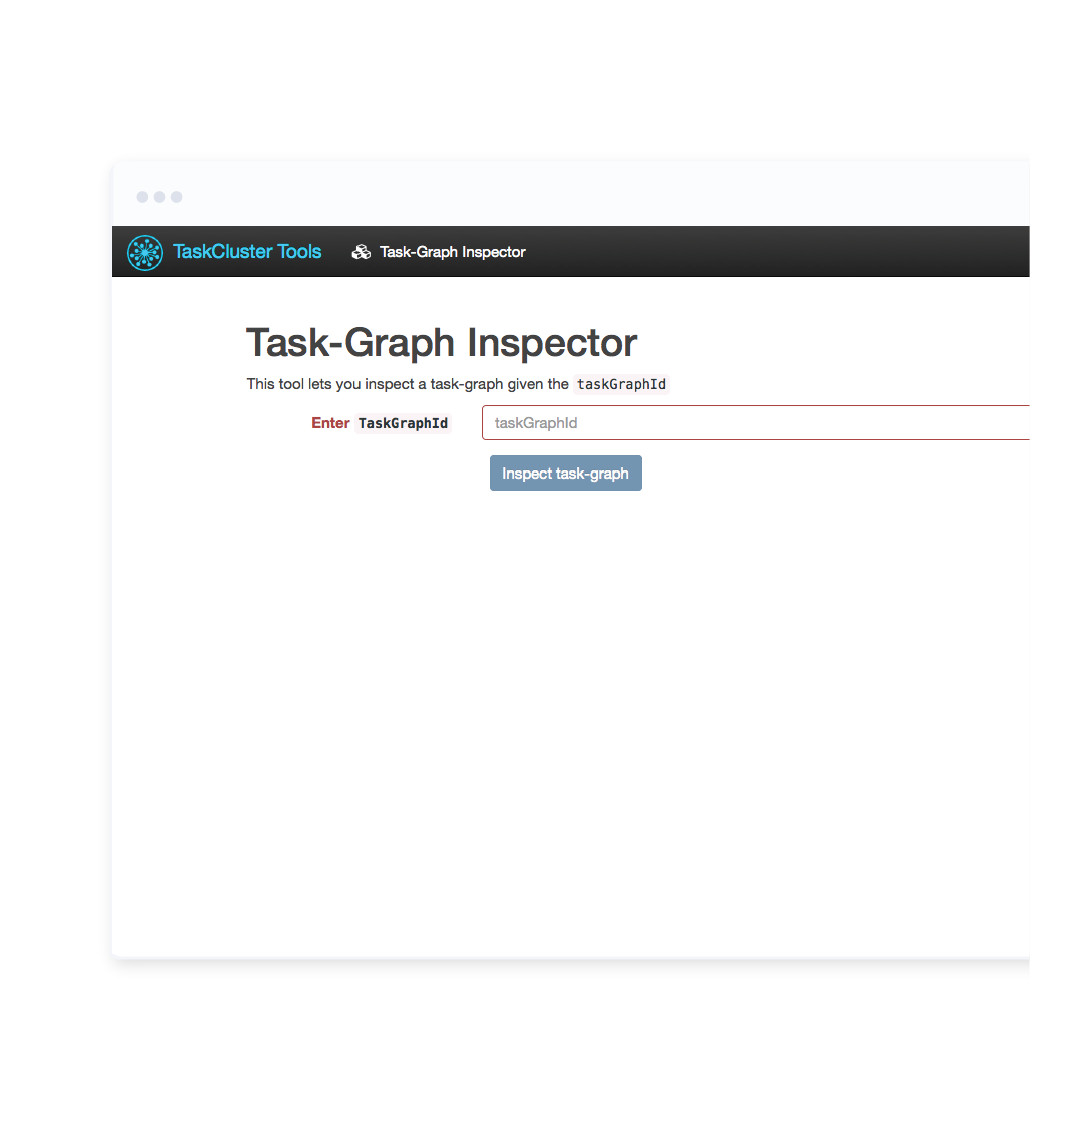 TaskCluster Tools Task-Graph Inspector
Task-Graph Inspector
This tool lets you inspect a task-graph given the taskGraphId
Enter TaskGraphId taskGraphId
Inspect task-graph